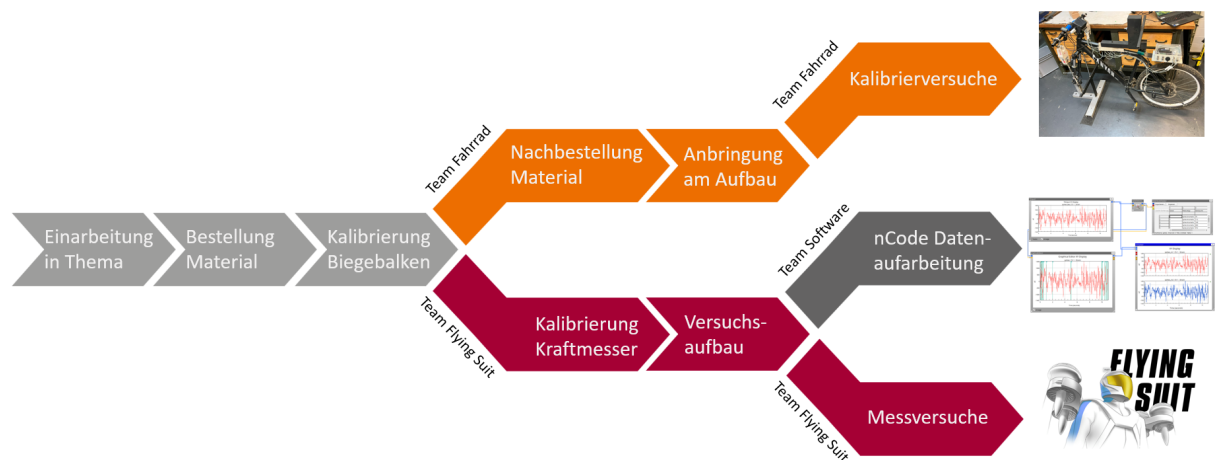 Einarbeitung
in Thema
Bestellung
Material
Kalibrierung
Biegebalken
Team Fahrrad
Nachbestellung
Material
Anbringung
am Aufbau
Team Fahrrad
Kalibrierversuche
Team Flying Suit
Kalibrierung
Kraftmesser
Versuchs-
aufbau
Team Software
nCode Daten-
aufarbeitung
Team Flying Suit
Messversuche
FLYING
SUIT